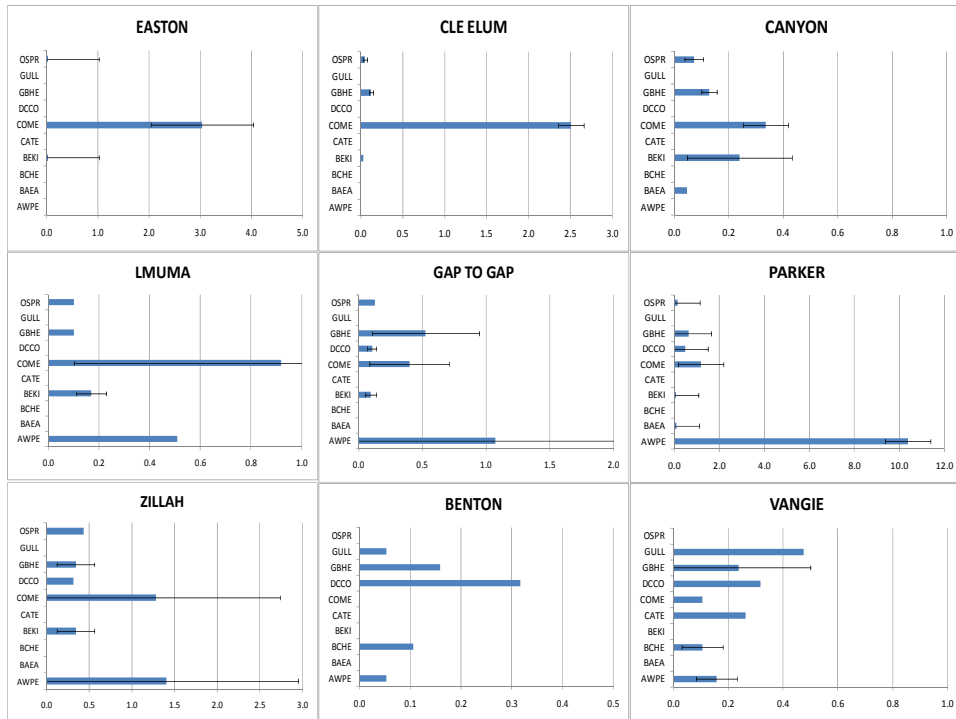 EASTON
OSPR
GULL
GBHE
DCCO
COME
CATE
BEKI
BCHE
BAEA
AWPE
0.0 1.0 2.0 3.0 4.0 5.0
CLE ELUM
OSPR
GULL
GBHE
DCCO
COME
CATE
BEKI
BCHE
BAEA
AWPE
0.0 0.5 1.0 1.5 2.0 2.5 3.0
CANYON
OSPR
GULL
GBHE
DCCO
COME
CATE
BEKI
BCHE
BAEA
AWPE
0.0 0.2 0.4 0.6 0.8 1.0
LMUMA
OSPR
GULL
GBHE
DCCO
COME
CATE
BEKI
BCHE
BAEA
AWPE
0.0 0.2 0.4 0.6 0.8 1.0
GAP TO GAP
OSPR
GULL
GBHE
DCCO
COME
CATE
BEKI
BCHE
BAEA
AWPE
0.0 0.5 1.0 1.5 2.0
PARKER
OSPR
GULL
GBHE
DCCO
COME
CATE
BEKI
BCHE
BAEA
AWPE
0.0 2.0 4.0 6.0 8.0 10.0 12.0
ZILLAH
OSPR
GULL
GBHE
DCCO
COME
CATE
BEKI
BCHE
BAEA
AWPE
0.0 0.5 1.0 1.5 2.0 2.5 3.0
BENTON
OSPR
GULL
GBHE
DCCO
COME
CATE
BEKI
BCHE
BAEA
AWPE
0.0 0.1 0.2 0.3 0.4 0.5
VANGIE
OSPR
GULL
GBHE
DCCO
COME
CATE
BEKI
BCHE
BAEA
AWPE
0.0 0.2 0.4 0.6 0.8 1.0